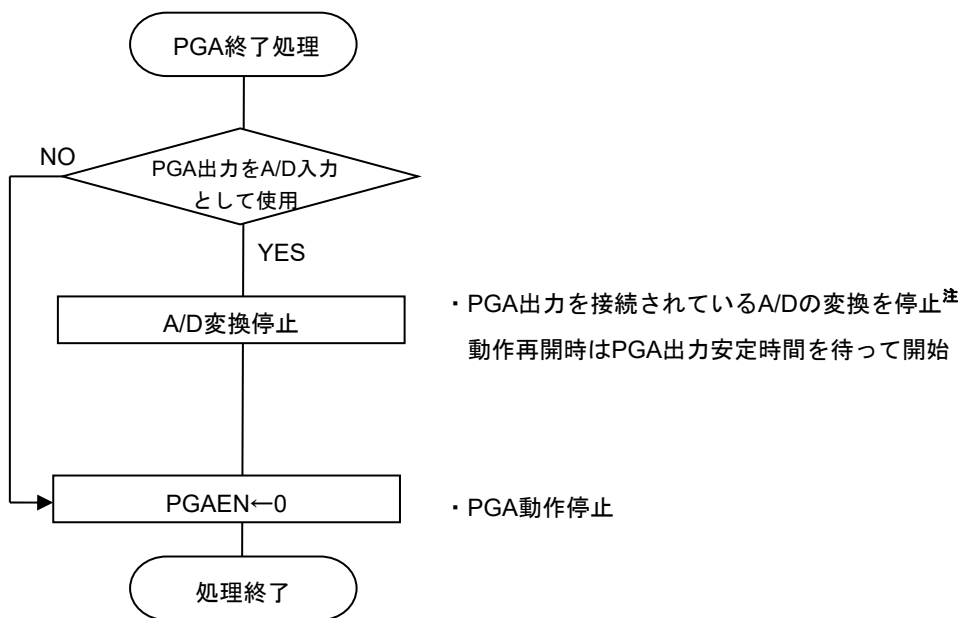 PGA終了処理
NO
PGA出力をA/D入力
として使用
YES
A/D変換停止
・PGA出力を接続されているA/Dの変換を停止注
動作再開時はPGA出力安定時間を待って開始
PGAEN←0
・PGA動作停止
処理終了